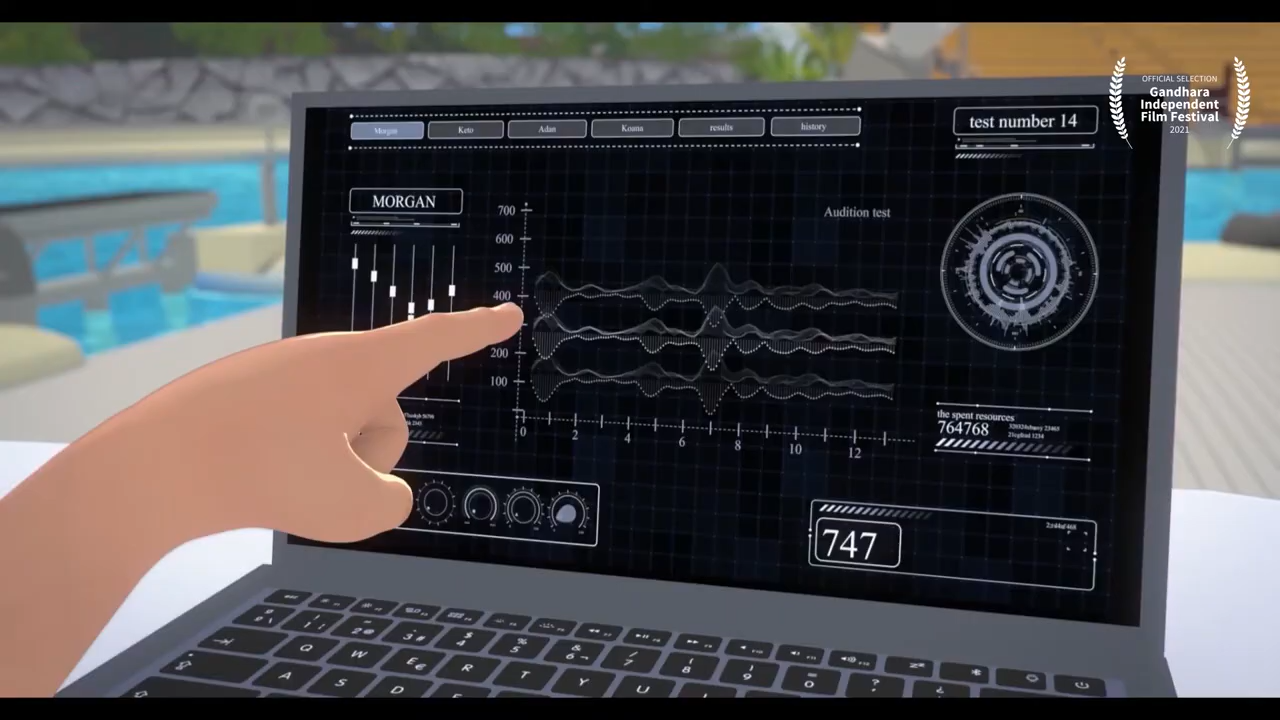 OFFICIAL SELECTION
Gandhara
Independent
Film Festival
2021
Morgan
Keto
Adan
Koana
results
history
test number 14
MORGAN
Audition test
700
600
500
400
200
100
0
2
4
6
8
10
12
the spent resources
764768
747
Q
W
E €
R
T
Y
U
A
S
D